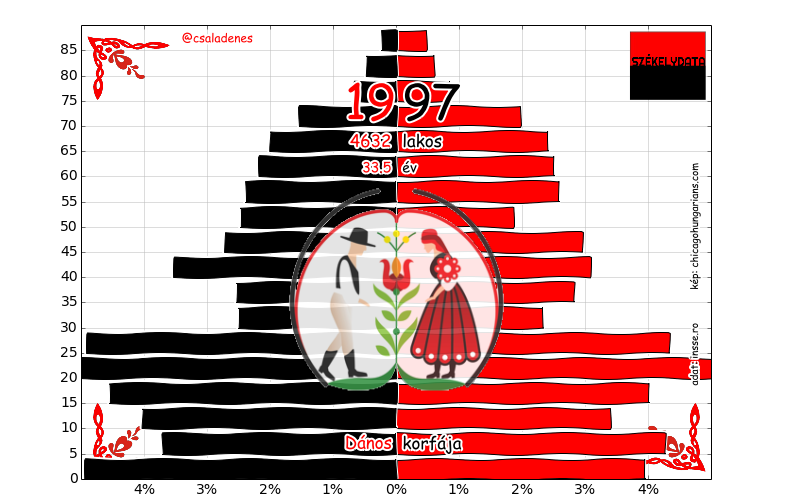 @csaladenes
SZÉKELYDATA
1997
4632 lakos
33.5 év
kép: chicagohungarians.com
adat: insse.ro
Dános korfája
85
80
75
70
65
60
55
50
45
40
35
30
25
20
15
10
5
0
4% 3% 2% 1% 0% 1% 2% 3% 4%